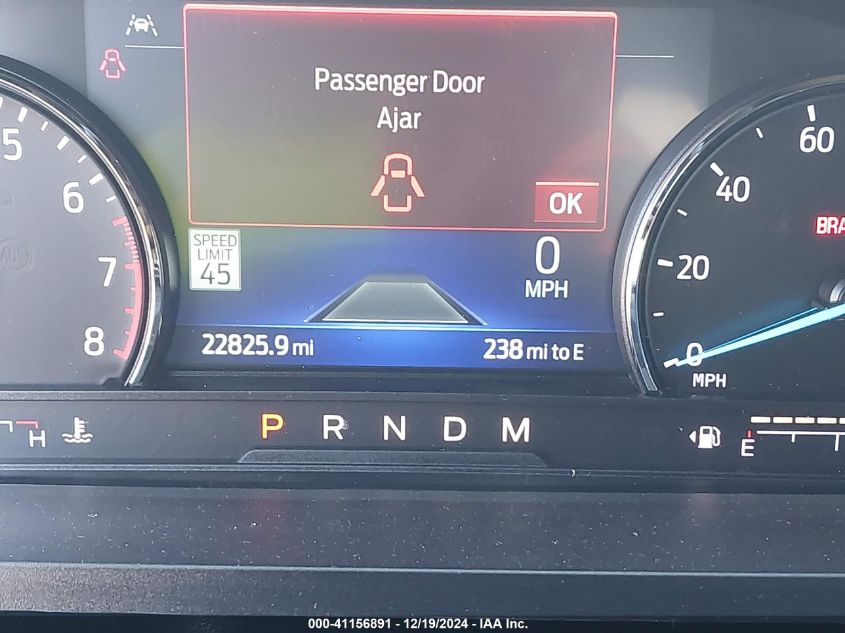 Passenger Door
Ajar
OK
SPEED
LIMIT
45
0
MPH
22825.9 mi
238 mi to E
5
6
7
8
60
40
20
0
MPH
BRA
H
P R N D M
E
000-41156891 - 12/19/2024 - IAA Inc.